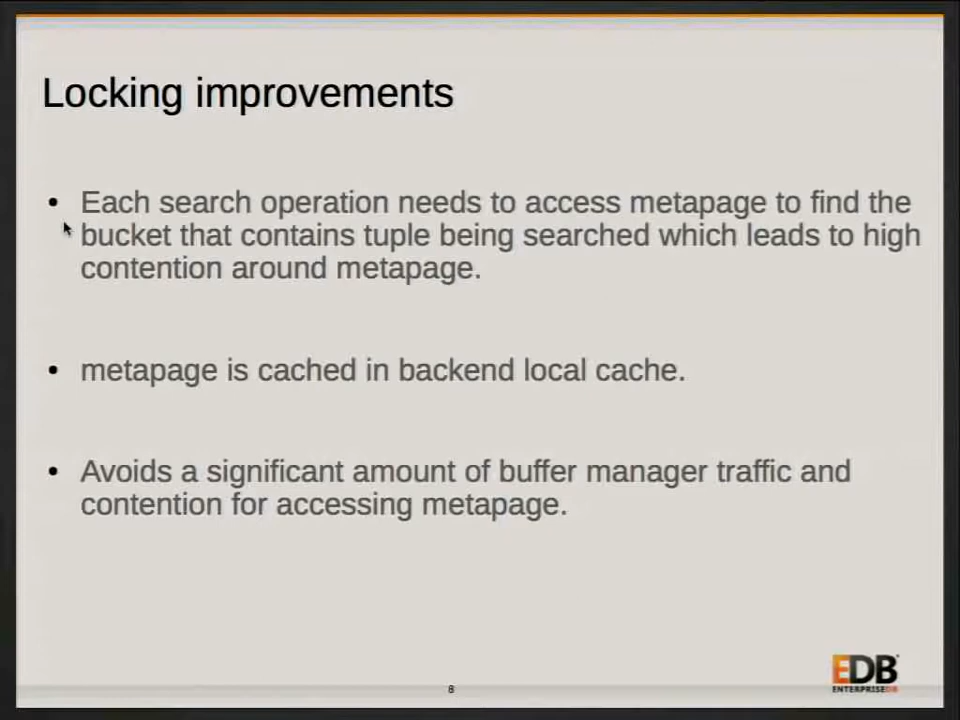 Locking improvements
• Each search operation needs to access metapage to find the
bucket that contains tuple being searched which leads to high
contention around metapage.
• metapage is cached in backend local cache.
• Avoids a significant amount of buffer manager traffic and
contention for accessing metapage.
EDB
ENTERPRISEDB
8